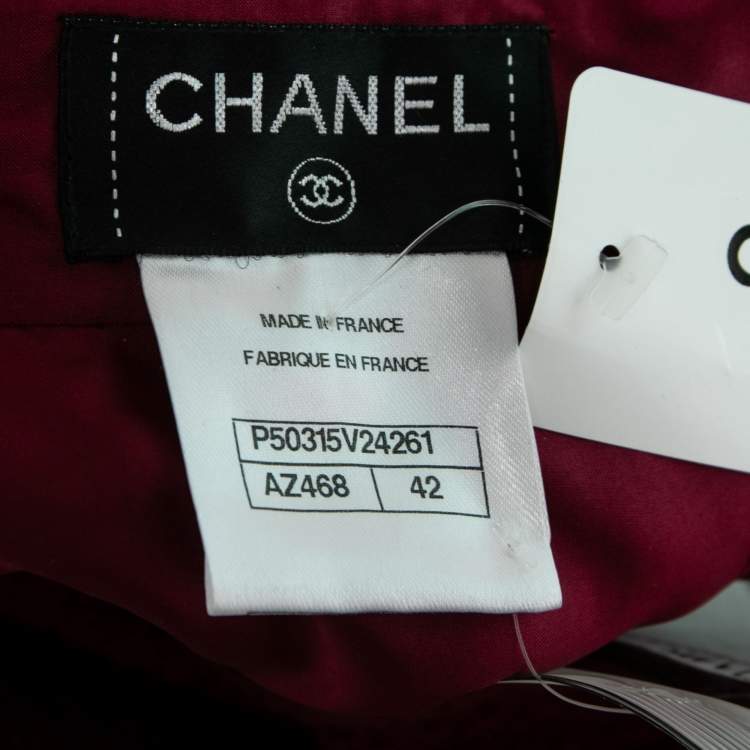 CHANEL
MADE IN FRANCE
FABRIQUE EN FRANCE
P50315V24261
AZ468 42